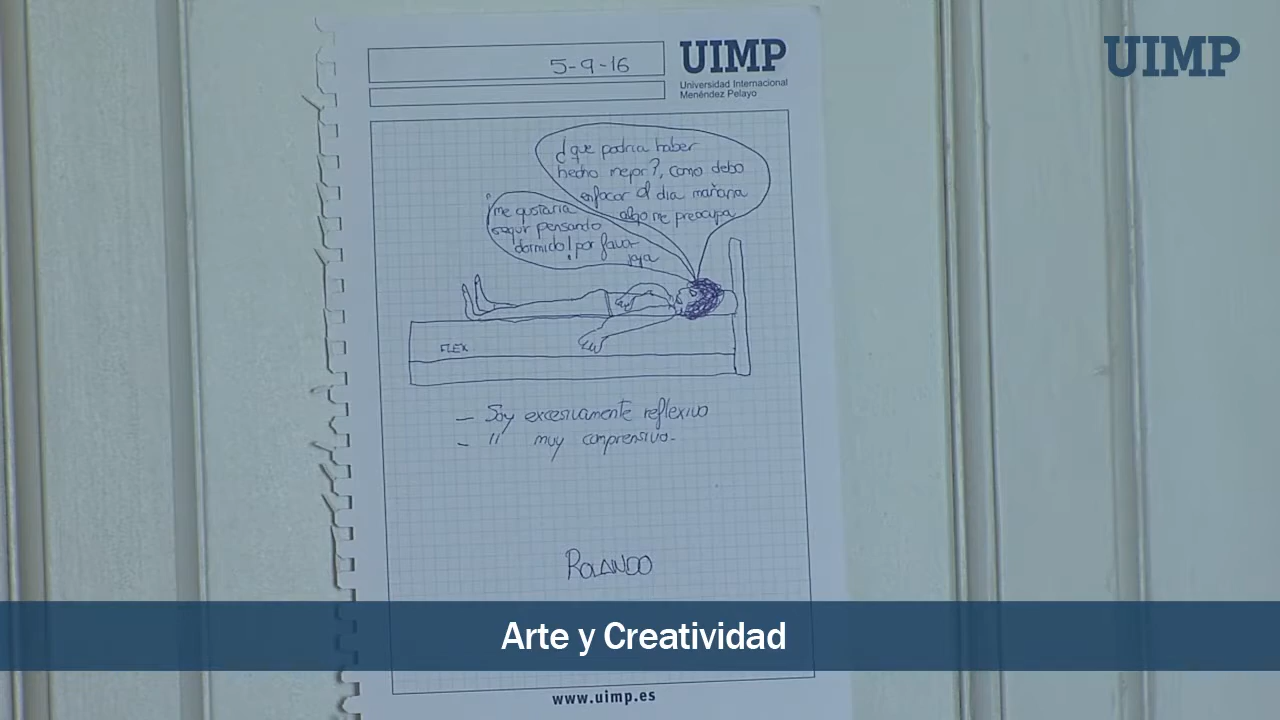 5-9-16
UIMP
Universidad Internacional
Menéndez Pelayo
UIMP
¿que podria haber
hecho mejor?, como debo
enfocar el dia mañana
algo me preocupa
¡me gustaria
seguir pensando
dormido! por favor
jaja
FLEX
- Soy excesivamente reflexivo
- " muy comprensivo-
ROLANDO
Arte y Creatividad
www.uimp.es